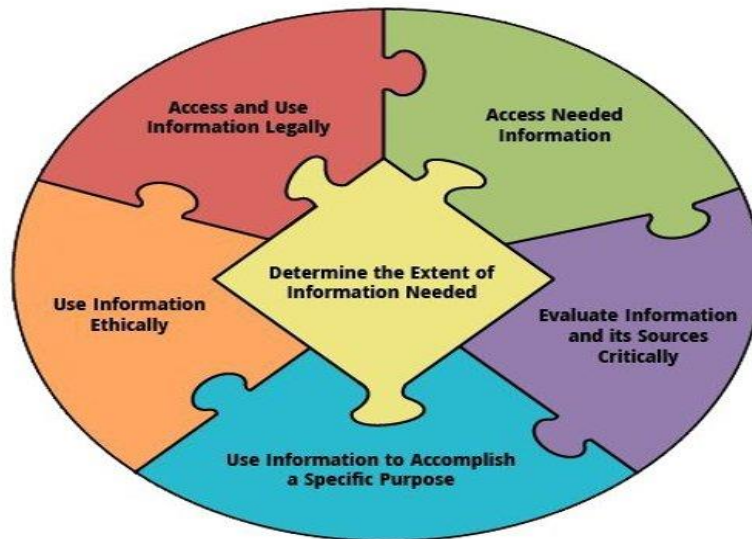 Access and Use
Information Legally
Access Needed
Information
Determine the Extent of
Information Needed
Use Information
Ethically
Evaluate Information
and its Sources
Critically
Use Information to Accomplish
a Specific Purpose